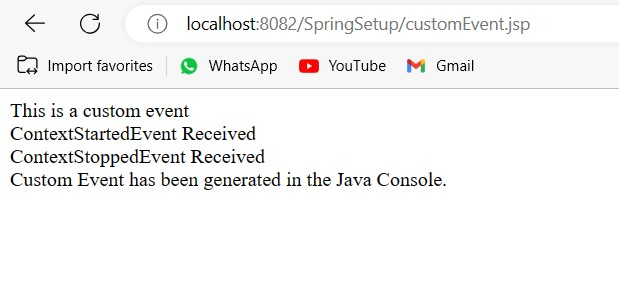 localhost:8082/SpringSetup/customEvent.jsp
Import favorites WhatsApp YouTube Gmail
This is a custom event
ContextStartedEvent Received
ContextStoppedEvent Received
Custom Event has been generated in the Java Console.